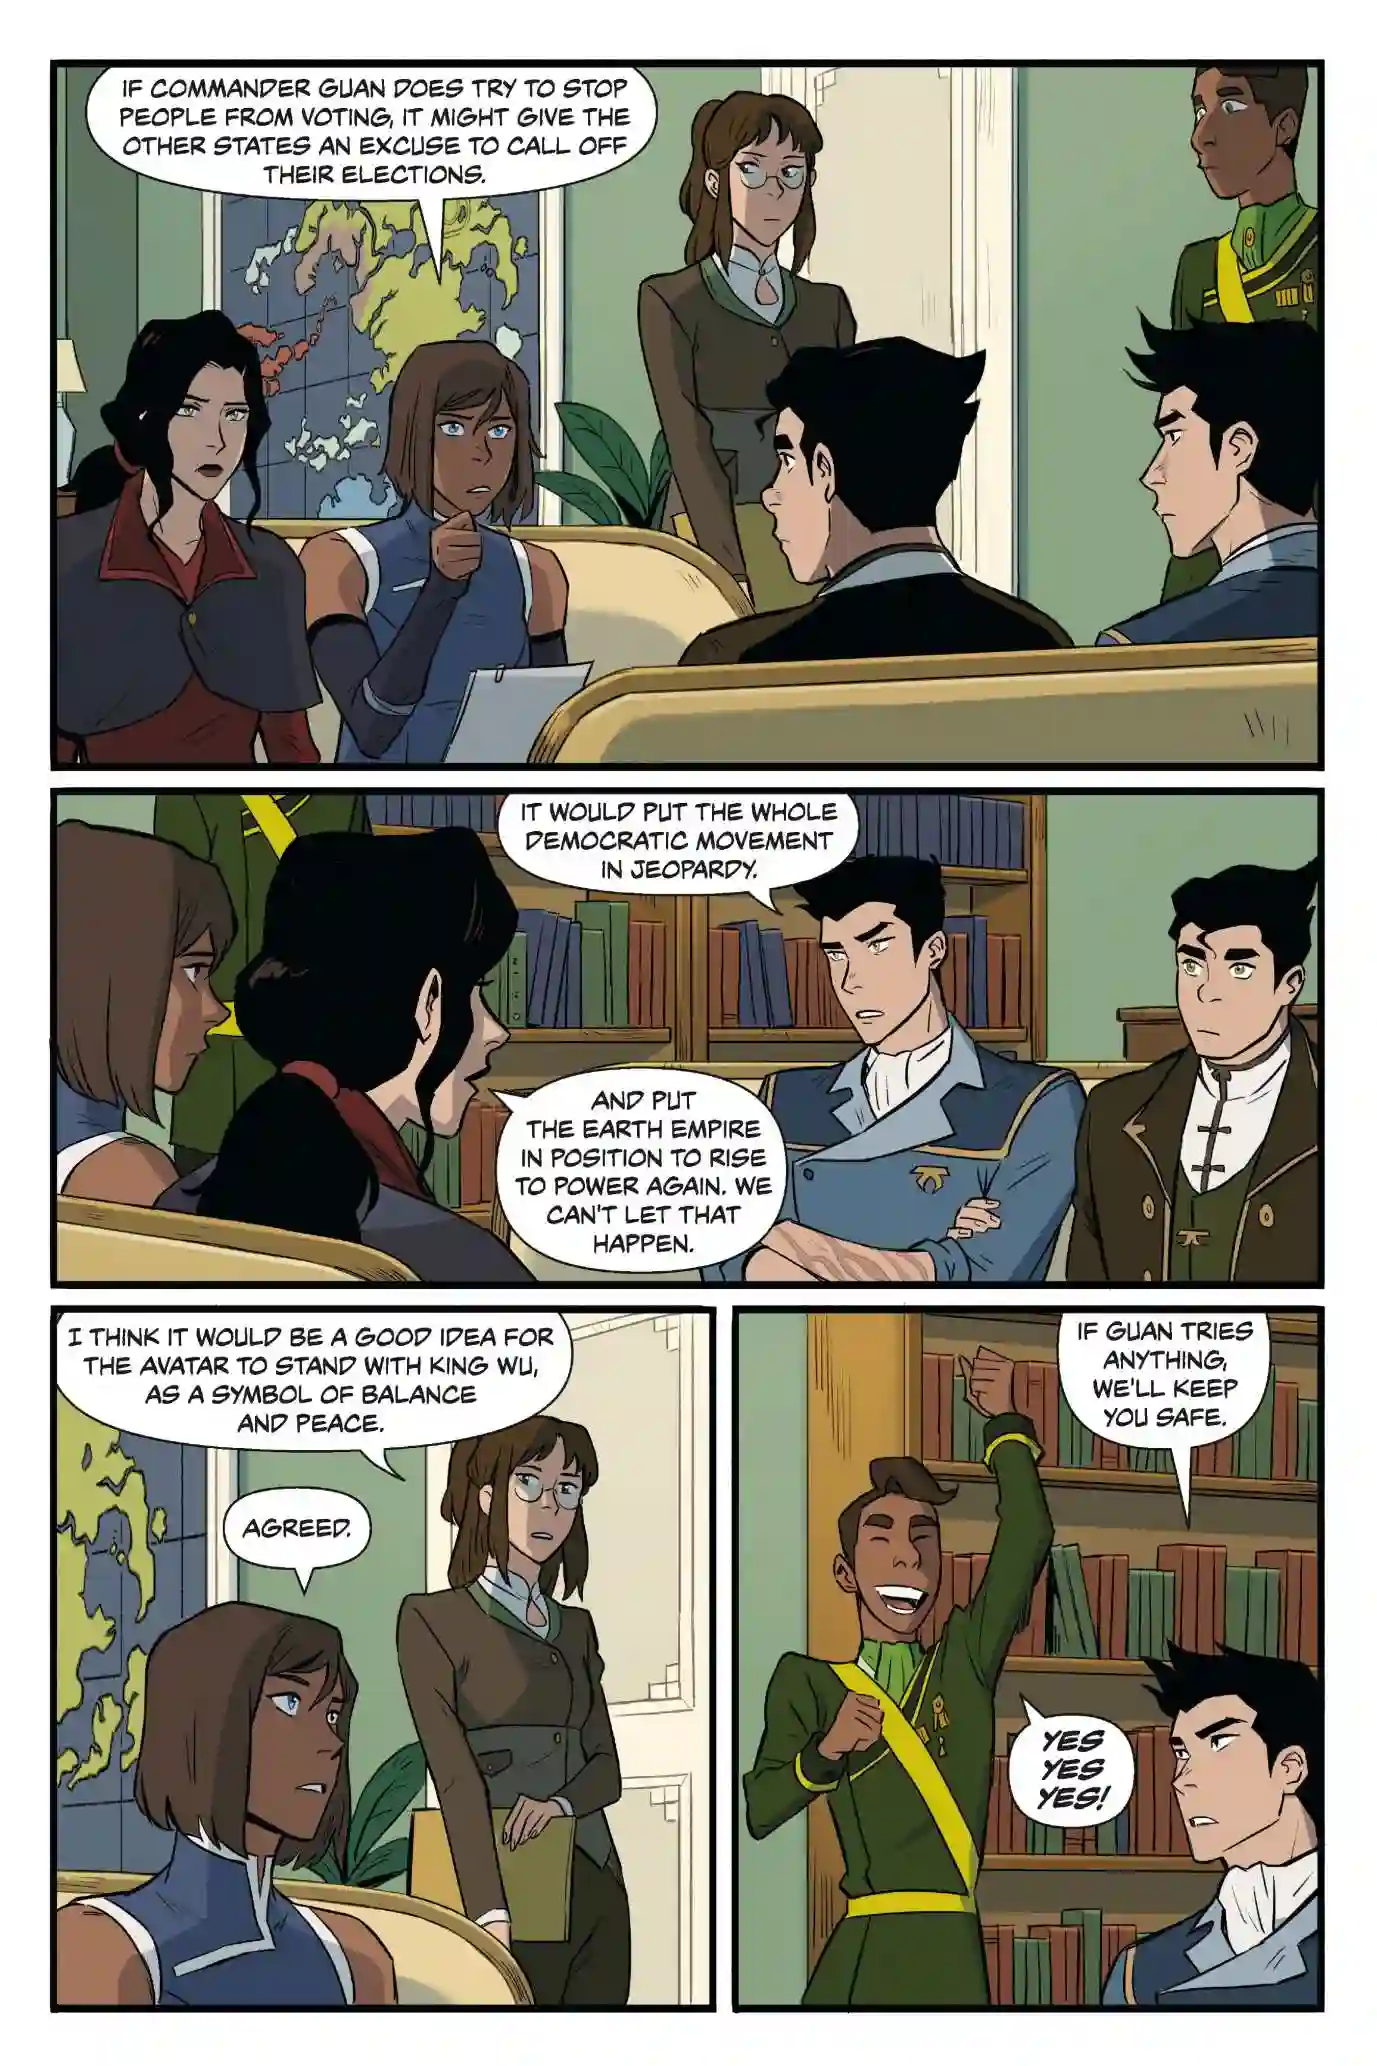 IF COMMANDER GUAN DOES TRY TO STOP
PEOPLE FROM VOTING, IT MIGHT GIVE THE
OTHER STATES AN EXCUSE TO CALL OFF
THEIR ELECTIONS.
IT WOULD PUT THE WHOLE
DEMOCRATIC MOVEMENT
IN JEOPARDY.
AND PUT
THE EARTH EMPIRE
IN POSITION TO RISE
TO POWER AGAIN. WE
CAN'T LET THAT
HAPPEN.
I THINK IT WOULD BE A GOOD IDEA FOR
THE AVATAR TO STAND WITH KING WU,
AS A SYMBOL OF BALANCE
AND PEACE.
AGREED.
IF GUAN TRIES
ANYTHING,
WE'LL KEEP
YOU SAFE.
YES
YES
YES!